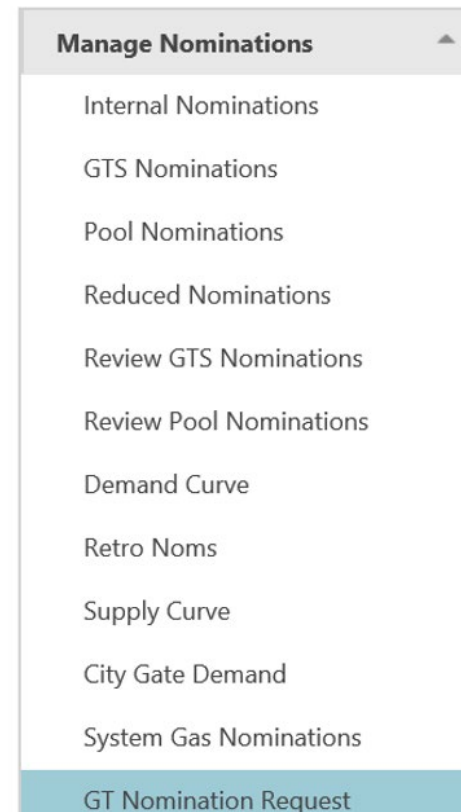 Manage Nominations
Internal Nominations
GTS Nominations
Pool Nominations
Reduced Nominations
Review GTS Nominations
Review Pool Nominations
Demand Curve
Retro Noms
Supply Curve
City Gate Demand
System Gas Nominations
GT Nomination Request